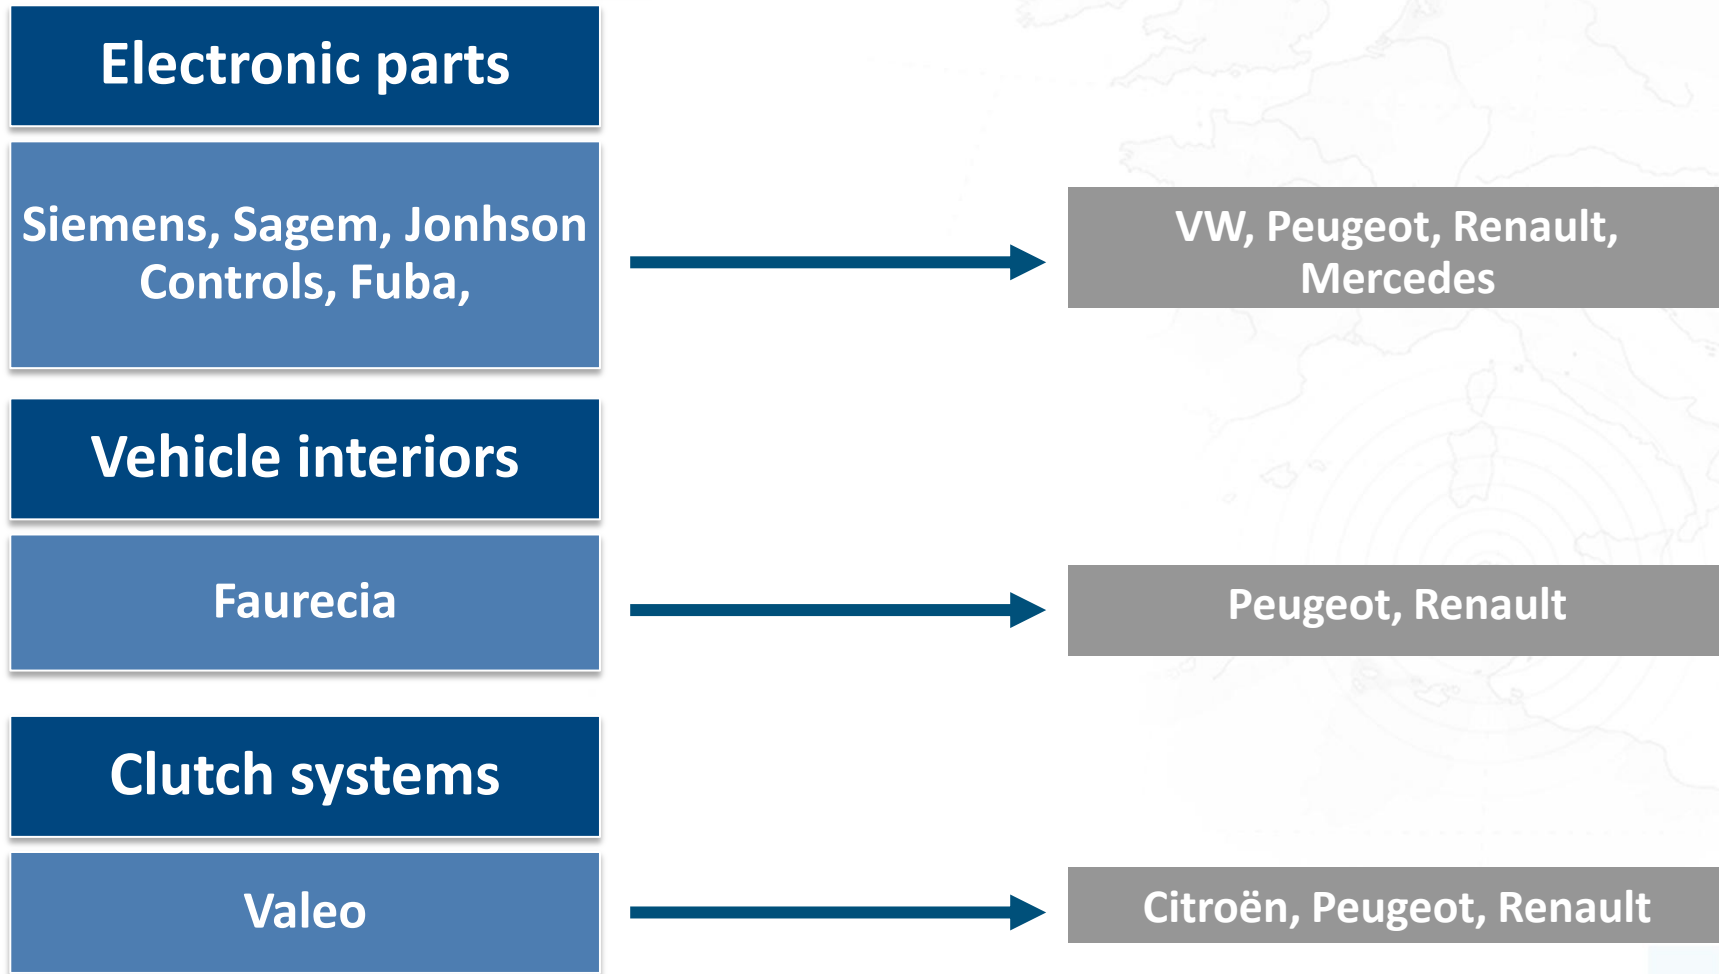 Electronic parts
Siemens, Sagem, Jonhson
Controls, Fuba,
VW, Peugeot, Renault,
Mercedes
Vehicle interiors
Faurecia
Peugeot, Renault
Clutch systems
Valeo
Citroën, Peugeot, Renault